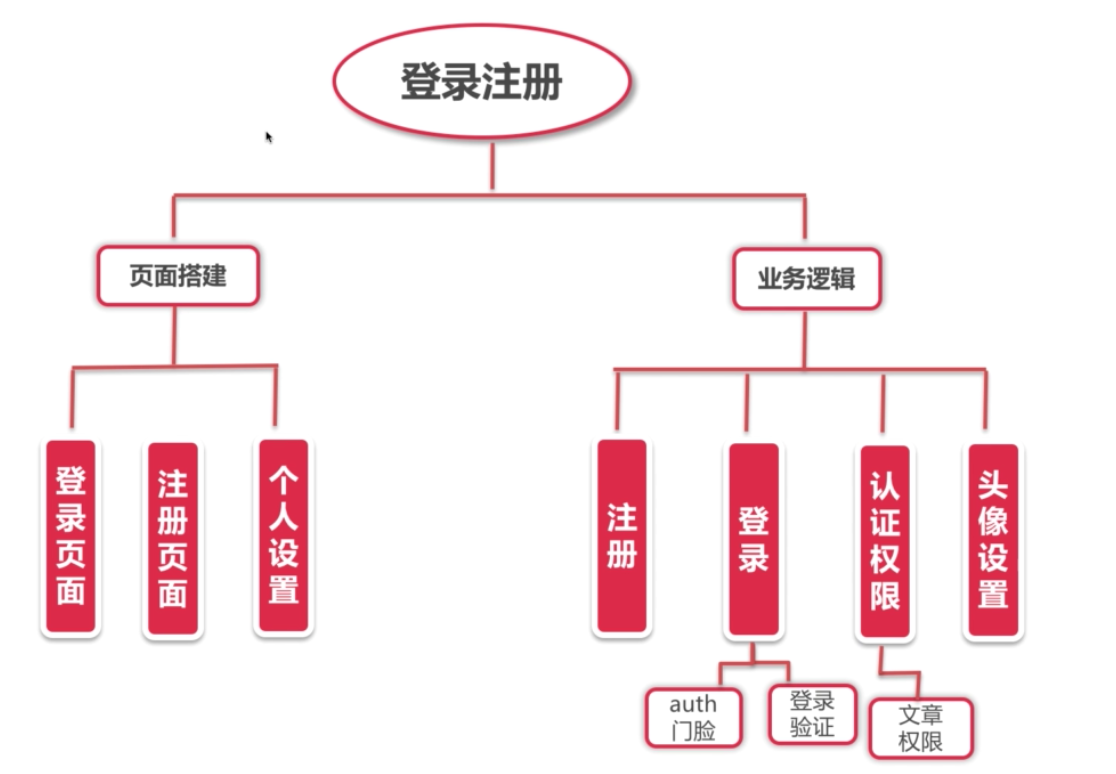 登录注册
页面搭建
业务逻辑
登录页面
注册页面
个人设置
注册
登录
认证权限
头像设置
auth
门脸
登录
验证
文章
权限